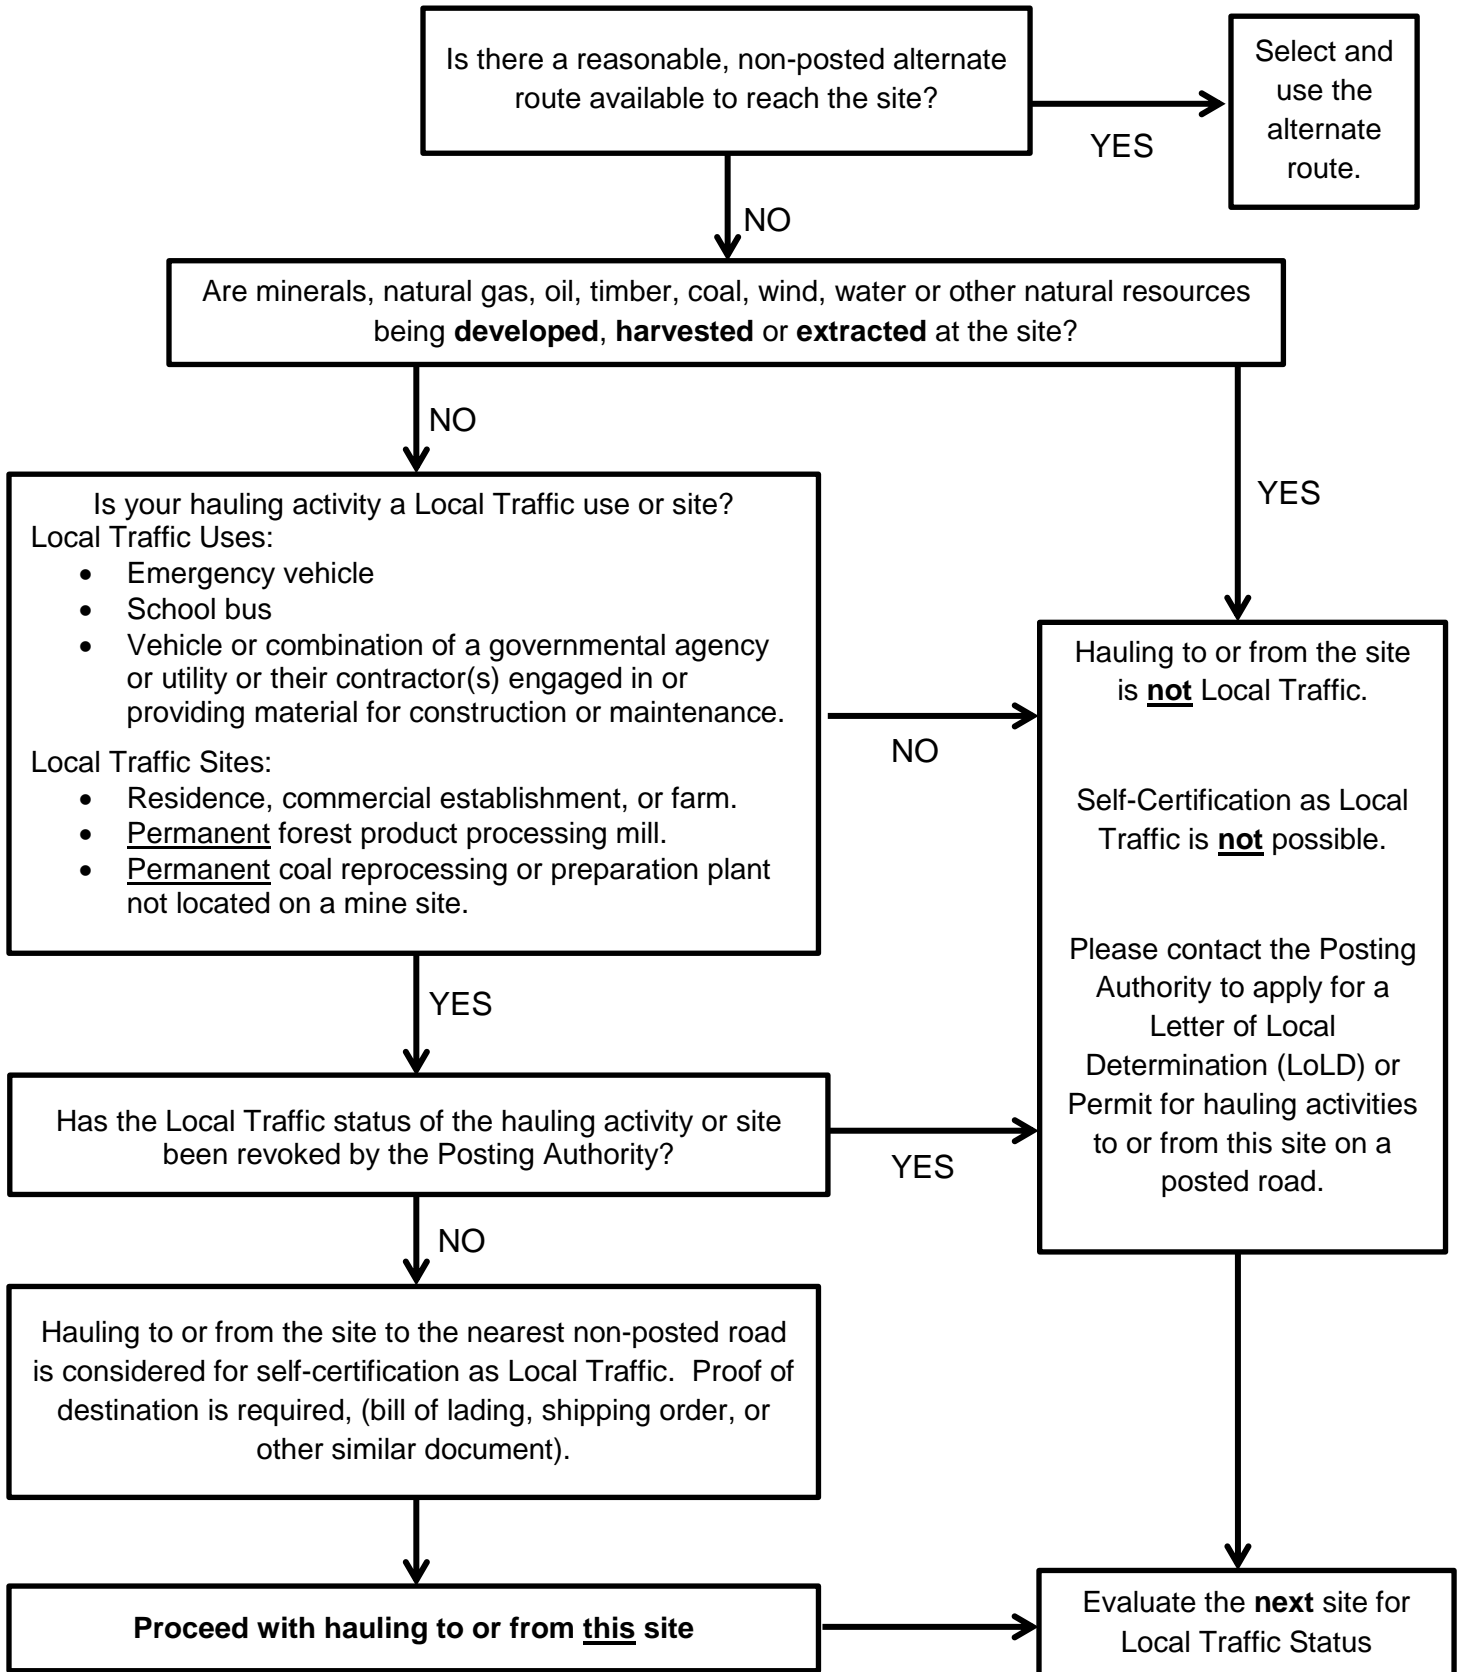 Is there a reasonable, non-posted alternate
route available to reach the site?
YES
Select and
use the
alternate
route.
NO
Are minerals, natural gas, oil, timber, coal, wind, water or other natural resources
being developed, harvested or extracted at the site?
NO
YES
Is your hauling activity a Local Traffic use or site?
Local Traffic Uses:
• Emergency vehicle
• School bus
• Vehicle or combination of a governmental agency
or utility or their contractor(s) engaged in or
providing material for construction or maintenance.
Local Traffic Sites:
• Residence, commercial establishment, or farm.
• Permanent forest product processing mill.
• Permanent coal reprocessing or preparation plant
not located on a mine site.
NO
Hauling to or from the site
is not Local Traffic.
Self-Certification as Local
Traffic is not possible.
Please contact the Posting
Authority to apply for a
Letter of Local
Determination (LoLD) or
Permit for hauling activities
to or from this site on a
posted road.
YES
Has the Local Traffic status of the hauling activity or site
been revoked by the Posting Authority?
YES
NO
Hauling to or from the site to the nearest non-posted road
is considered for self-certification as Local Traffic.  Proof of
destination is required, (bill of lading, shipping order, or
other similar document).
Proceed with hauling to or from this site
Evaluate the next site for
Local Traffic Status